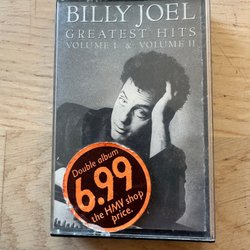 BILLY JOEL
GREATEST HITS
VOLUME I & VOLUME II
Double album
6.99
the HMV shop
price.